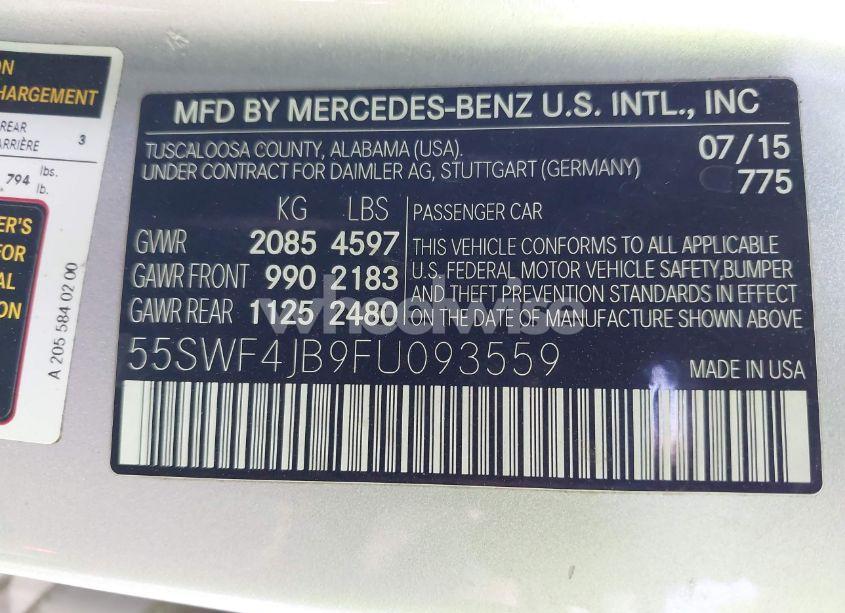 ON
HARGEMENT
REAR
ARRIÈRE 3
794 lbs.
lb.
ER'S
FOR
AL
ION
A 205 584 02 00
MFD BY MERCEDES-BENZ U.S. INTL., INC
TUSCALOOSA COUNTY, ALABAMA (USA).
UNDER CONTRACT FOR DAIMLER AG, STUTTGART (GERMANY)
07/15
775
KG LBS
GVWR 2085 4597
GAWR FRONT 990 2183
GAWR REAR 1125 2480
PASSENGER CAR
THIS VEHICLE CONFORMS TO ALL APPLICABLE
U.S. FEDERAL MOTOR VEHICLE SAFETY,BUMPER
AND THEFT PREVENTION STANDARDS IN EFFECT
ON THE DATE OF MANUFACTURE SHOWN ABOVE
55SWF4JB9FU093559
MADE IN USA